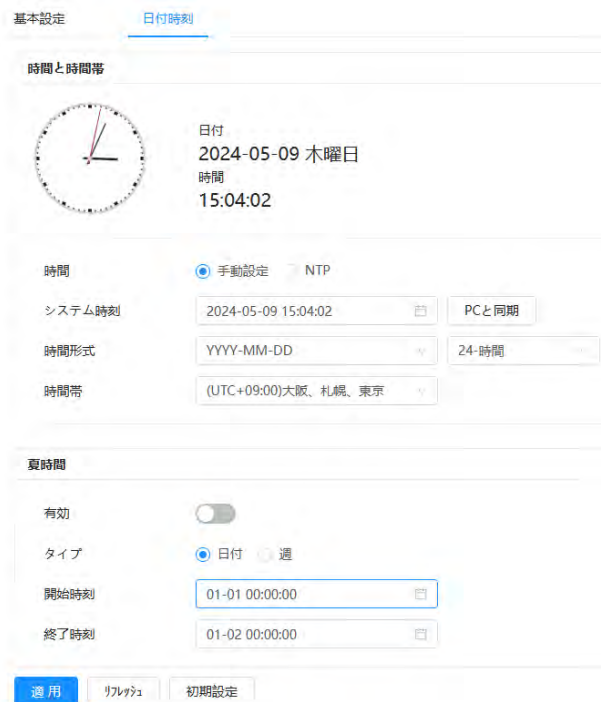 基本設定 日付時刻
時間と時間帯
日付
2024-05-09 木曜日
時間
15:04:02
時間 手動設定 NTP
システム時刻 2024-05-09 15:04:02 PCと同期
時間形式 YYYY-MM-DD 24-時間
時間帯 (UTC+09:00)大阪、札幌、東京
夏時間
有効
タイプ 日付 週
開始時刻 01-01 00:00:00
終了時刻 01-02 00:00:00
適用 リフレッシュ 初期設定